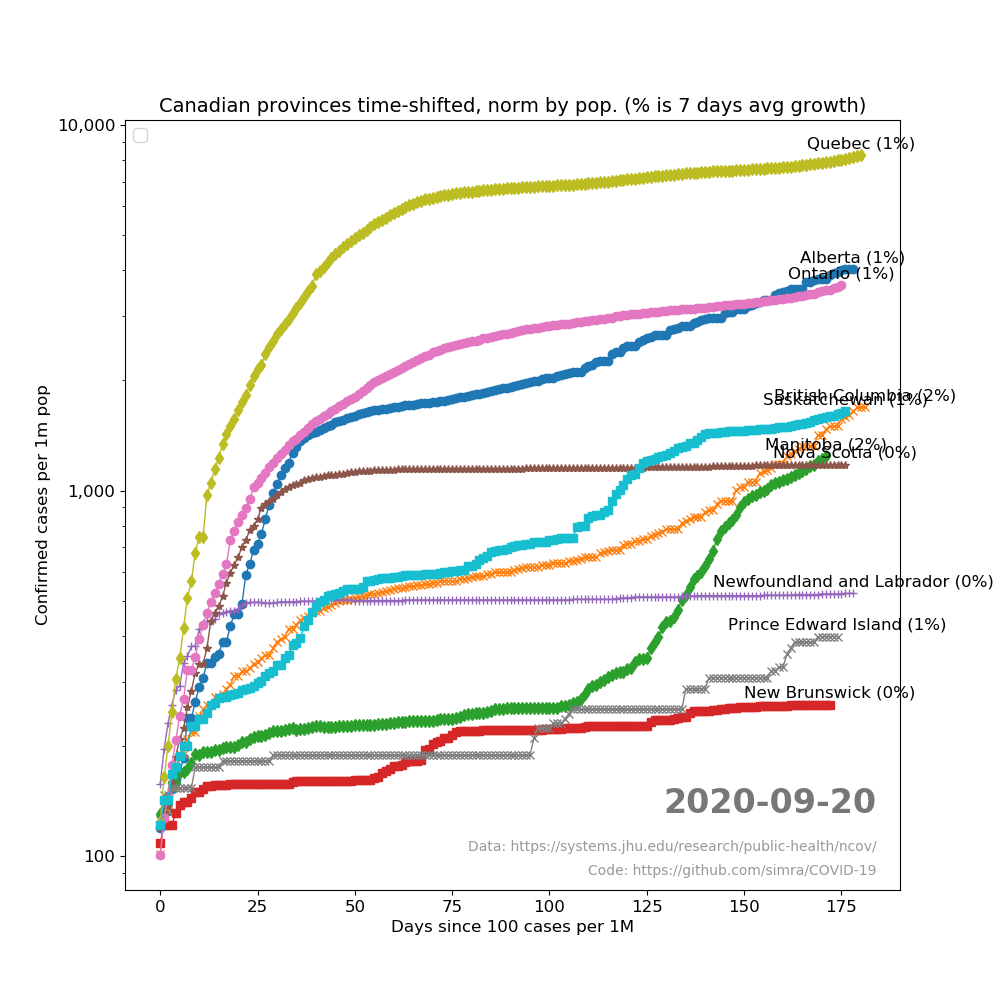 Canadian provinces time-shifted, norm by pop. (% is 7 days avg growth)
10,000
1,000
100
Confirmed cases per 1m pop
Quebec (1%)
Alberta (1%)
Ontario (1%)
British Columbia (2%)
Saskatchewan (1%)
Manitoba (2%)
Nova Scotia (0%)
Newfoundland and Labrador (0%)
Prince Edward Island (1%)
New Brunswick (0%)
2020-09-20
Data: https://systems.jhu.edu/research/public-health/ncov/
Code: https://github.com/simra/COVID-19
0 25 50 75 100 125 150 175
Days since 100 cases per 1M